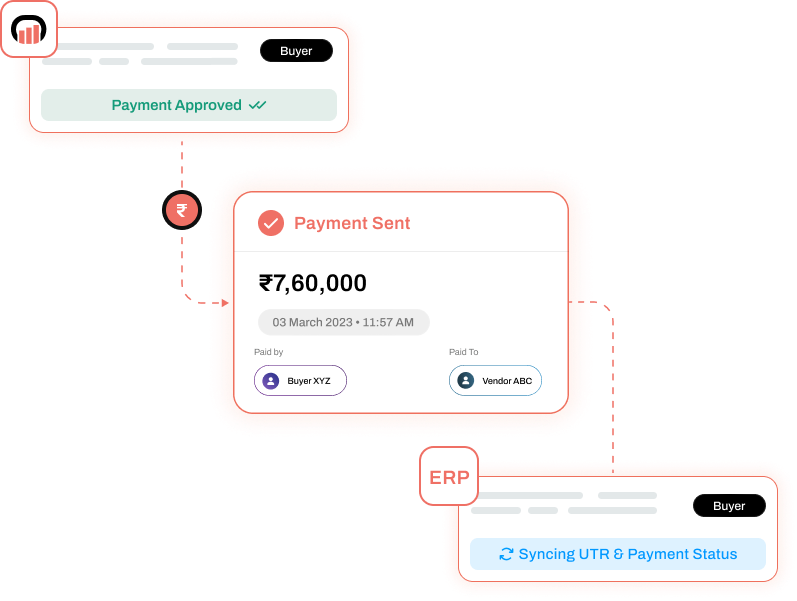 Buyer
Payment Approved
₹
Payment Sent
₹7,60,000
03 March 2023 • 11:57 AM
Paid by
Paid To
Buyer XYZ
Vendor ABC
ERP
Buyer
Syncing UTR & Payment Status